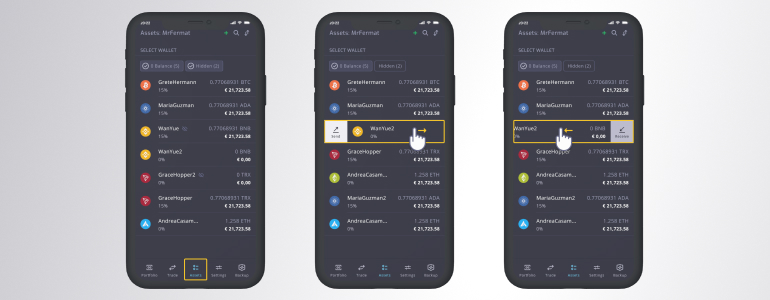 Assets: MrFermat
SELECT WALLET
0 Balance (5) Hidden (2)
GreteHermann 0.77068931 BTC
15% € 21,723.58
MariaGuzman 0.77068931 ADA
15% € 21,723.58
WanYue 0.77068931 BNB
15% € 21,723.58
WanYue2 0 BNB
0% € 0,00
GraceHopper2 0 TRX
0% € 0,00
GraceHopper 0.77068931 TRX
15% € 21,723.58
AndreaCasam... 1.258 ETH
0% € 21,723.58
Portfolio Trade Assets Settings Backup
Assets: MrFermat
SELECT WALLET
0 Balance (5) Hidden (2)
GreteHermann 0.77068931 BTC
15% € 21,723.58
MariaGuzman 0.77068931 ADA
15% € 21,723.58
Send WanYue2
0%
GraceHopper 0.77068931 TRX
15% € 21,723.58
AndreaCasam... 1.258 ETH
0% € 21,723.58
MariaGuzman2 0.77068931 ADA
15% € 21,723.58
AndreaCasam... 1.258 ETH
0% € 21,723.58
Portfolio Trade Assets Settings Backup
Assets: MrFermat
SELECT WALLET
0 Balance (5) Hidden (2)
GreteHermann 0.77068931 BTC
15% € 21,723.58
MariaGuzman 0.77068931 ADA
15% € 21,723.58
WanYue2 0 BNB
0% € 0,00 Receive
GraceHopper 0.77068931 TRX
15% € 21,723.58
AndreaCasam... 1.258 ETH
0% € 21,723.58
MariaGuzman2 0.77068931 ADA
15% € 21,723.58
AndreaCasam... 1.258 ETH
0% € 21,723.58
Portfolio Trade Assets Settings Backup